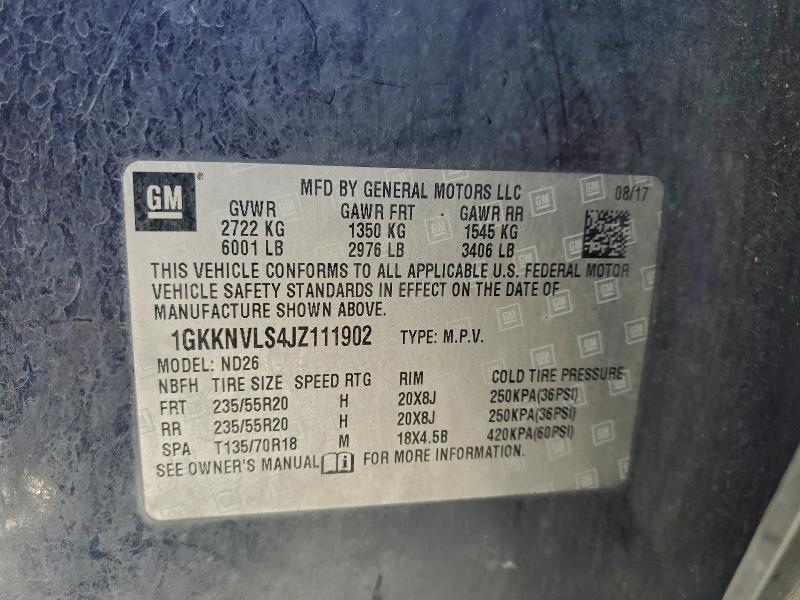 GM
MFD BY GENERAL MOTORS LLC 08/17
GVWR GAWR FRT GAWR RR
2722 KG 1350 KG 1545 KG
6001 LB 2976 LB 3406 LB
THIS VEHICLE CONFORMS TO ALL APPLICABLE U.S. FEDERAL MOTOR
VEHICLE SAFETY STANDARDS IN EFFECT ON THE DATE OF
MANUFACTURE SHOWN ABOVE.
1GKKNVLS4JZ111902 TYPE: M.P.V.
MODEL: ND26
NBFH TIRE SIZE SPEED RTG RIM COLD TIRE PRESSURE
FRT 235/55R20 H 20X8J 250KPA(36PSI)
RR 235/55R20 H 20X8J 250KPA(36PSI)
SPA T135/70R18 M 18X4.5B 420KPA(60PSI)
SEE OWNER'S MANUAL FOR MORE INFORMATION.